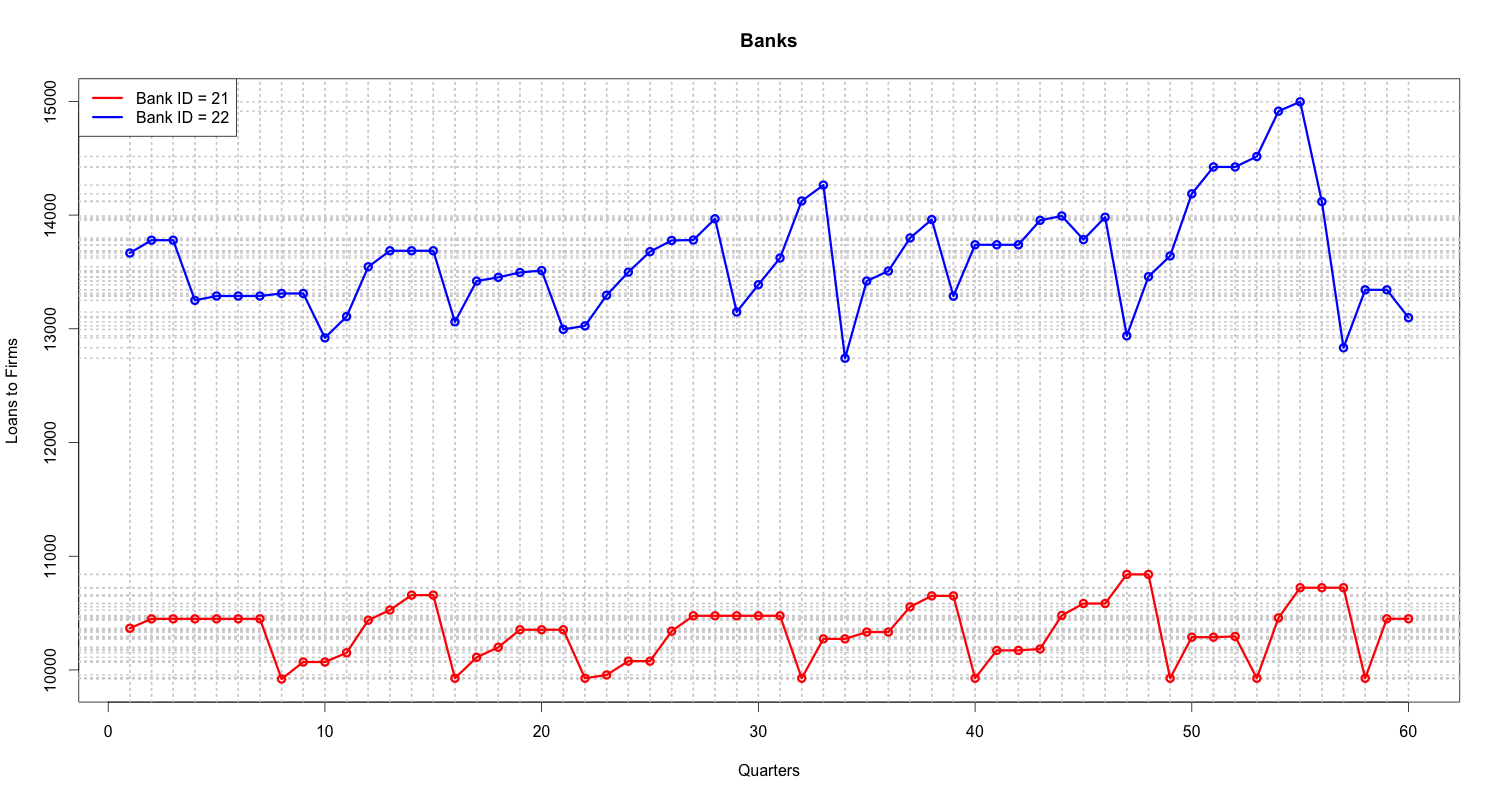 Banks
Bank ID = 21
Bank ID = 22
Loans to Firms
15000
14000
13000
12000
11000
10000
0 10 20 30 40 50 60
Quarters